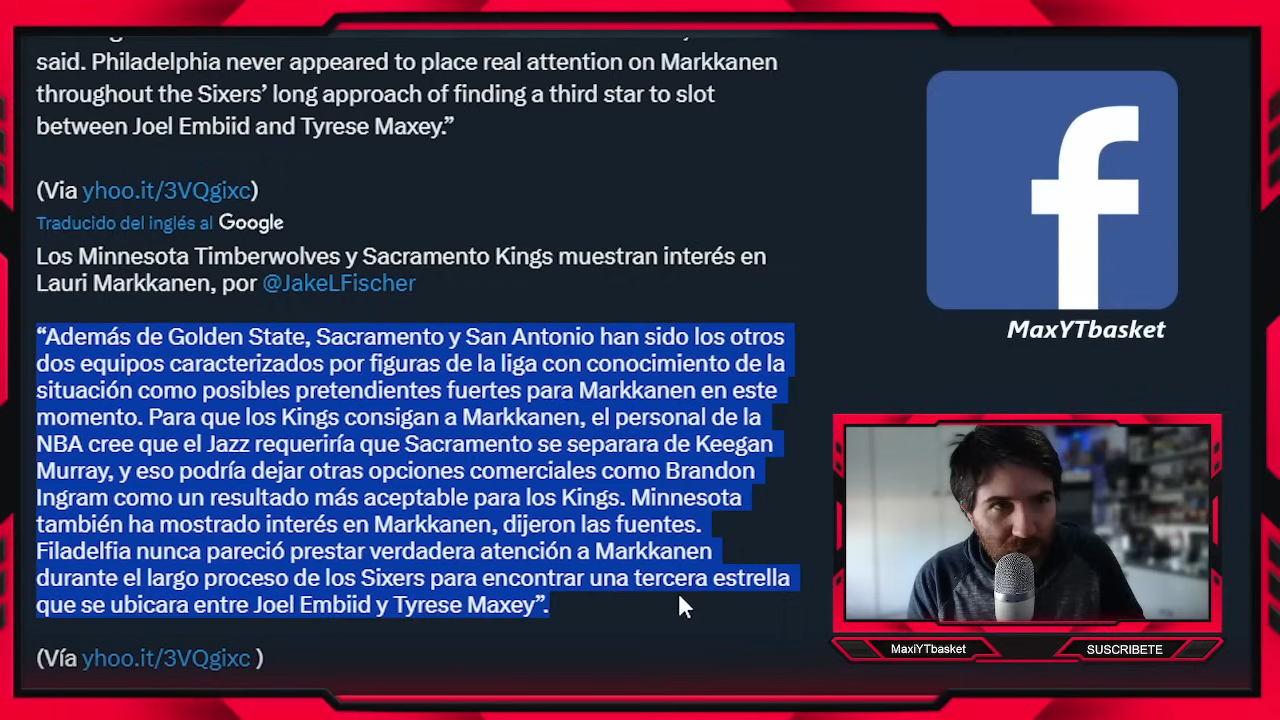 said. Philadelphia never appeared to place real attention on Markkanen
throughout the Sixers’ long approach of finding a third star to slot
between Joel Embiid and Tyrese Maxey.”
(Via yhoo.it/3VQgixc)
Traducido del inglés al Google
Los Minnesota Timberwolves y Sacramento Kings muestran interés en
Lauri Markkanen, por @JakeLFischer
“Además de Golden State, Sacramento y San Antonio han sido los otros
dos equipos caracterizados por figuras de la liga con conocimiento de la
situación como posibles pretendientes fuertes para Markkanen en este
momento. Para que los Kings consigan a Markkanen, el personal de la
NBA cree que el Jazz requeriría que Sacramento se separara de Keegan
Murray, y eso podría dejar otras opciones comerciales como Brandon
Ingram como un resultado más aceptable para los Kings. Minnesota
también ha mostrado interés en Markkanen, dijeron las fuentes.
Filadelfia nunca pareció prestar verdadera atención a Markkanen
durante el largo proceso de los Sixers para encontrar una tercera estrella
que se ubicara entre Joel Embiid y Tyrese Maxey”.
(Vía yhoo.it/3VQgixc )
f
MaxYTbasket
MaxiYTbasket
SUSCRIBETE